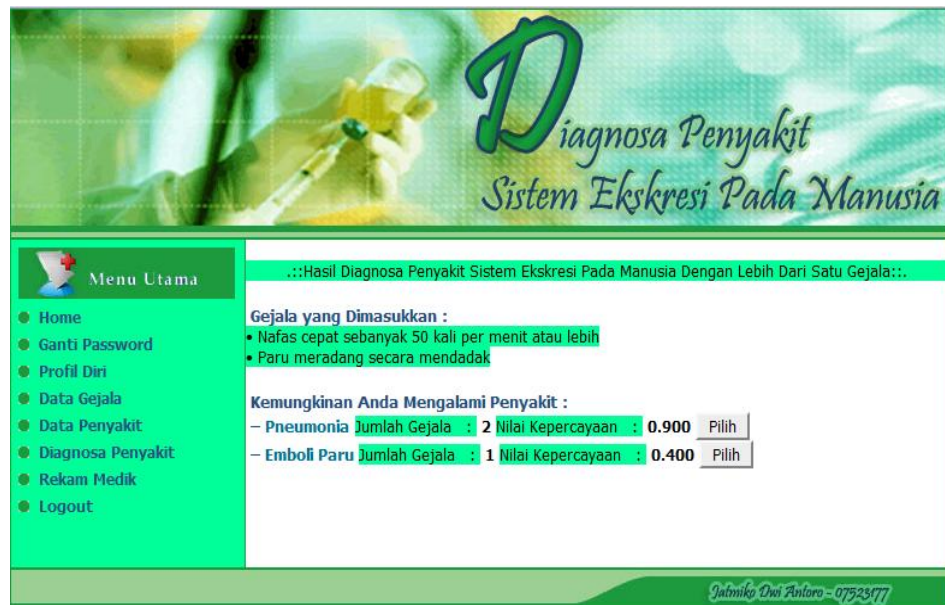 Diagnosa Penyakit
Sistem Ekskresi Pada Manusia
Menu Utama
Home
Ganti Password
Profil Diri
Data Gejala
Data Penyakit
Diagnosa Penyakit
Rekam Medik
Logout
.::Hasil Diagnosa Penyakit Sistem Ekskresi Pada Manusia Dengan Lebih Dari Satu Gejala::.
Gejala yang Dimasukkan :
• Nafas cepat sebanyak 50 kali per menit atau lebih
• Paru meradang secara mendadak
Kemungkinan Anda Mengalami Penyakit :
– Pneumonia Jumlah Gejala : 2 Nilai Kepercayaan : 0.900 Pilih
– Emboli Paru Jumlah Gejala : 1 Nilai Kepercayaan : 0.400 Pilih
Jatmiko Dwi Antoro - 07523177